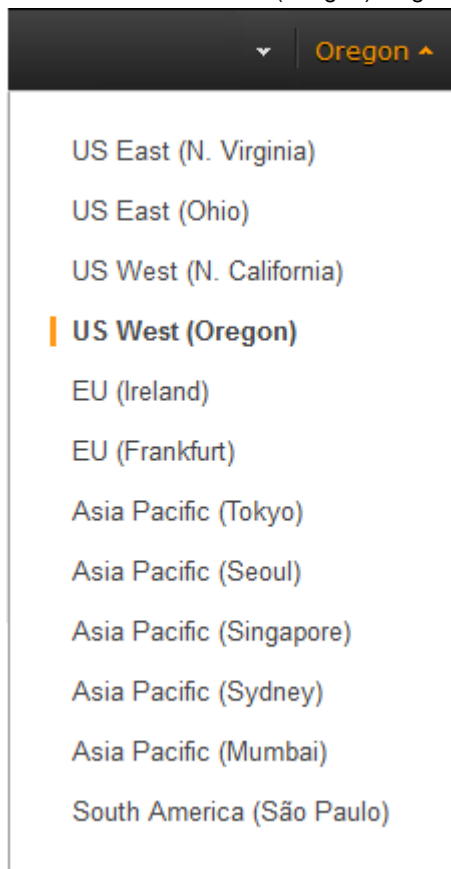 Oregon
US East (N. Virginia)
US East (Ohio)
US West (N. California)
US West (Oregon)
EU (Ireland)
EU (Frankfurt)
Asia Pacific (Tokyo)
Asia Pacific (Seoul)
Asia Pacific (Singapore)
Asia Pacific (Sydney)
Asia Pacific (Mumbai)
South America (São Paulo)